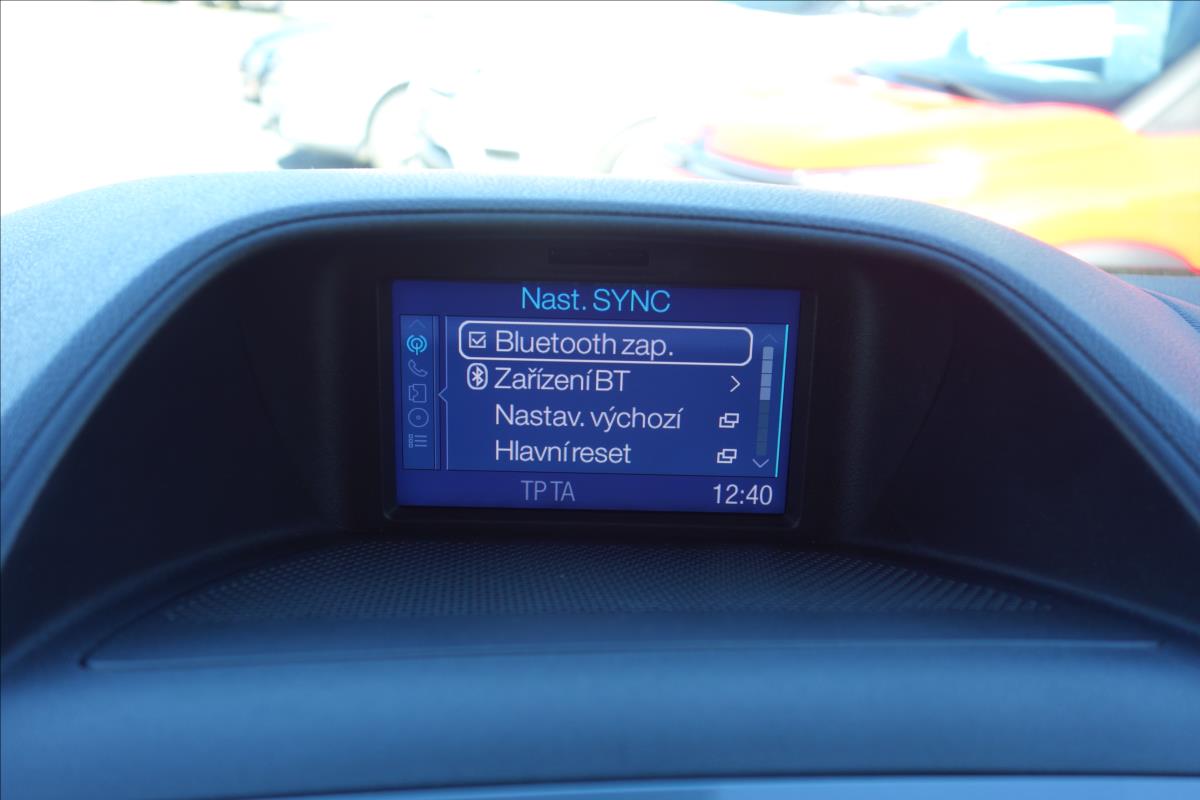 Nast. SYNC
Bluetooth zap.
Zařízení BT
Nastav. výchozí
Hlavní reset
TP TA
12:40